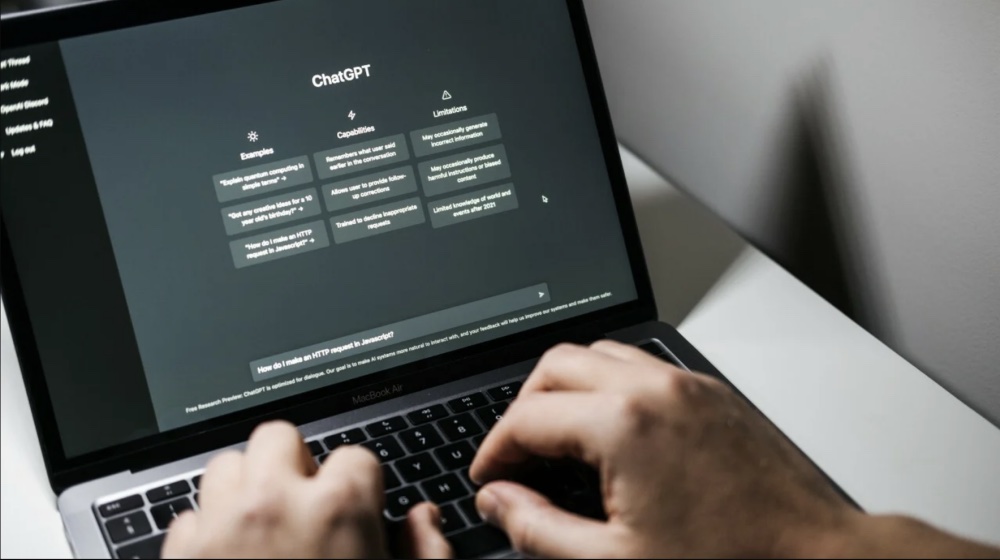 Thread
Mode
OpenAI Discord
Updates & FAQ
Log out
ChatGPT
Examples
"Explain quantum computing in
simple terms" →
"Got any creative ideas for a 10
year old's birthday?" →
"How do I make an HTTP
request in Javascript?" →
Capabilities
Remembers what user said
earlier in the conversation
Allows user to provide follow-
up corrections
Trained to decline inappropriate
requests
Limitations
May occasionally generate
incorrect information
May occasionally produce
harmful instructions or biased
content
Limited knowledge of world and
events after 2021
How do I make an HTTP request in Javascript?
Free Research Preview: ChatGPT is optimized for dialogue. Our goal is to make AI systems more natural to interact with, and your feedback will help us improve our systems and make them safer.
MacBook Air
esc
6
7
8
Y
U
G
H